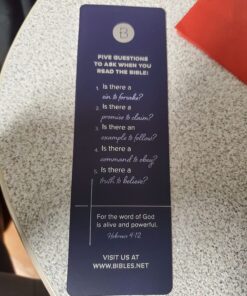 B
FIVE QUESTIONS
TO ASK WHEN YOU
READ THE BIBLE:
1 Is there a
sin to forsake?
2 Is there a
promise to claim?
3 Is there an
example to follow?
4 Is there a
command to obey?
5 Is there a
truth to believe?
For the word of God
is alive and powerful.
Hebrews 4:12
VISIT US AT
WWW.BIBLES.NET